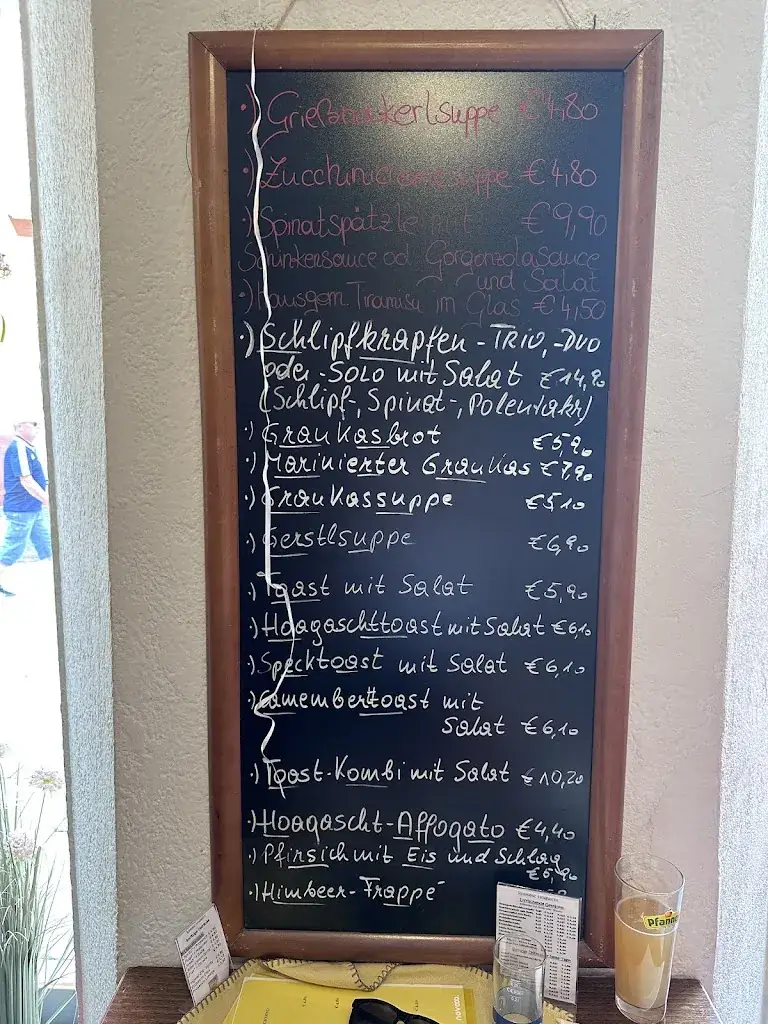 ·) Grießnockerlsuppe € 4,80
·) Zucchinicremesuppe € 4,80
·) Spinatspätzle mit € 9,90
Schinkensauce od. Gorgonzolasauce
und Salat
·) Hausgem. Tiramisu im Glas € 4,50
·) Schlipfkrapfen - TRIO, -DUO
oder -SOLO mit Salat € 14,90
(Schlipf-, Spinat-, Polentakr)
·) Graukasbrot € 5,90
·) Marinierter Graukas € 7,90
·) Graukassuppe € 5,10
·) Gerstlsuppe € 6,90
·) Toast mit Salat € 5,90
·) Hoagaschttoast mit Salat € 6,10
·) Specktoast mit Salat € 6,10
·) Camemberttoast mit
Salat € 6,10
·) Toast-Kombi mit Salat € 10,20
·) Hoagascht-Affogato € 4,40
·) Pfirsich mit Eis und Schlag
€ 5,90
·) Himbeer-Frappé